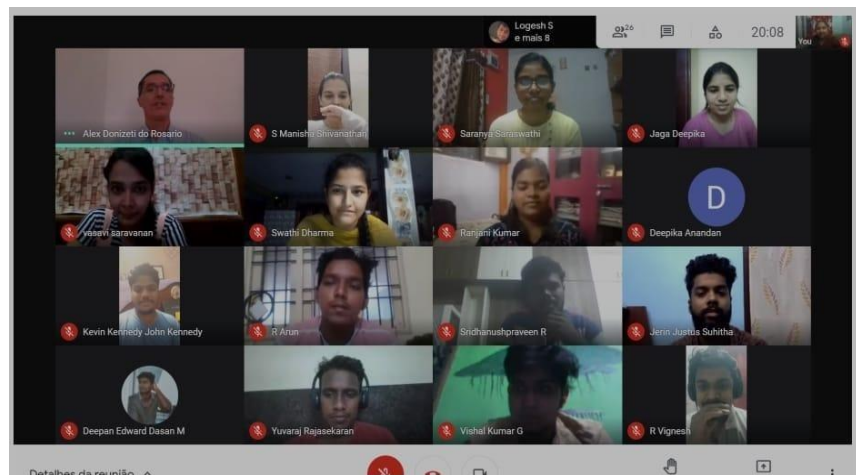 Logesh S
e mais 8
26
20:08
You
Alex Donizeti do Rosario
S Manisha Shivanathan
Saranya Saraswathi
Jaga Deepika
vasavi saravanan
Swathi Dharma
Ranjani Kumar
D
Deepika Anandan
Kevin Kennedy John Kennedy
R Arun
Sridhanushpraveen R
Jerin Justus Suhitha
Deepan Edward Dasan M
Yuvaraj Rajasekaran
Vishal Kumar G
R Vignesh
Detalhes da reunião